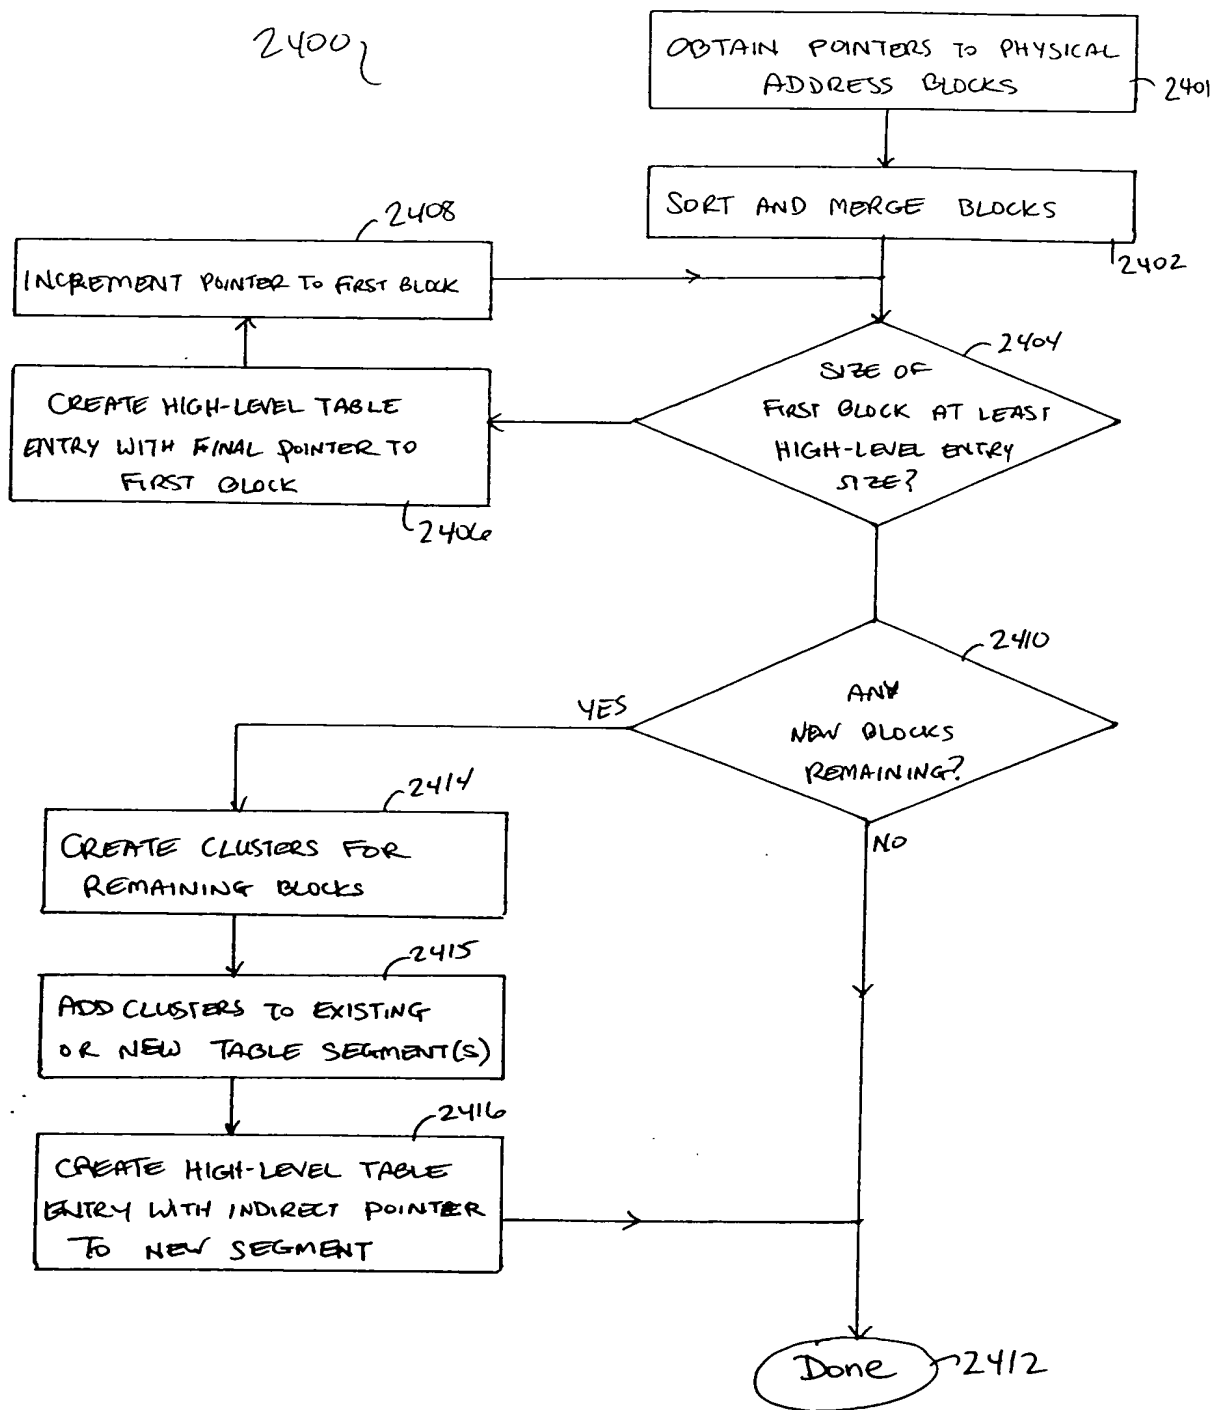 2400
OBTAIN POINTERS TO PHYSICAL
ADDRESS BLOCKS
2401
SORT AND MERGE BLOCKS
2402
2408
INCREMENT POINTER TO FIRST BLOCK
2404
SIZE OF
FIRST BLOCK AT LEAST
HIGH-LEVEL ENTRY
SIZE?
CREATE HIGH-LEVEL TABLE
ENTRY WITH FINAL POINTER TO
FIRST BLOCK
2406
2410
ANY
NEW BLOCKS
REMAINING?
YES
NO
2414
CREATE CLUSTERS FOR
REMAINING BLOCKS
2415
ADD CLUSTERS TO EXISTING
OR NEW TABLE SEGMENT(S)
2416
CREATE HIGH-LEVEL TABLE
ENTRY WITH INDIRECT POINTER
TO NEW SEGMENT
Done
2412